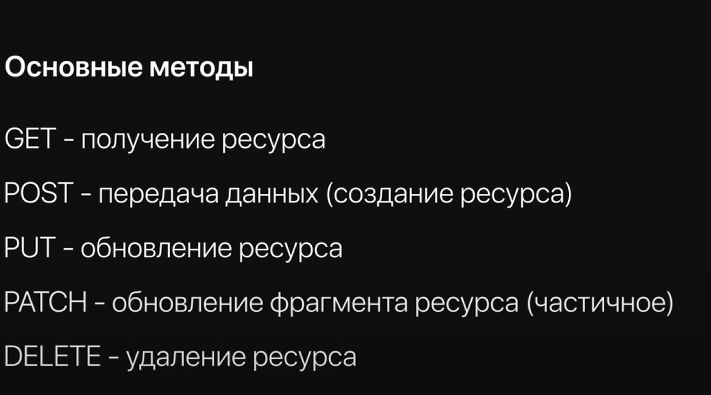 Основные методы
GET - получение ресурса
POST - передача данных (создание ресурса)
PUT - обновление ресурса
PATCH - обновление фрагмента ресурса (частичное)
DELETE - удаление ресурса